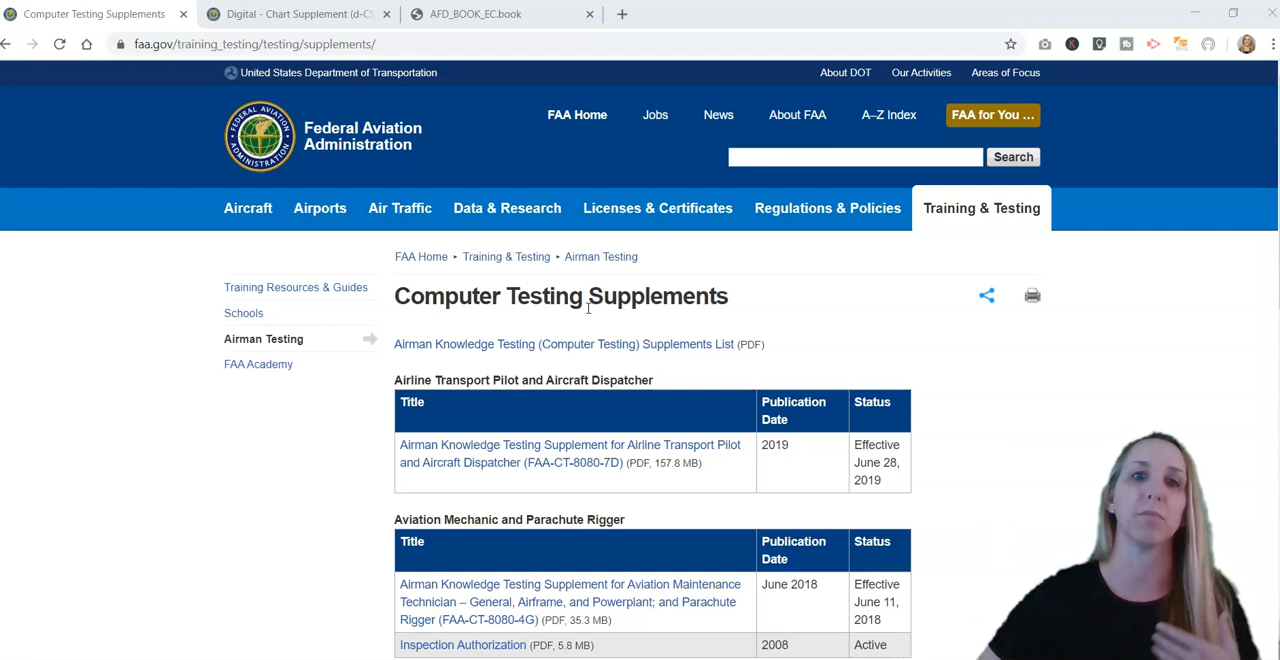 Computer Testing Supplements
Digital - Chart Supplement (d-CS
AFD_BOOK_EC.book
faa.gov/training_testing/testing/supplements/
United States Department of Transportation
About DOT
Our Activities
Areas of Focus
Federal Aviation
Administration
FAA Home
Jobs
News
About FAA
A–Z Index
FAA for You ...
Search
Aircraft
Airports
Air Traffic
Data & Research
Licenses & Certificates
Regulations & Policies
Training & Testing
FAA Home ▸ Training & Testing ▸ Airman Testing
Training Resources & Guides
Schools
Airman Testing
FAA Academy
Computer Testing Supplements
Airman Knowledge Testing (Computer Testing) Supplements List (PDF)
Airline Transport Pilot and Aircraft Dispatcher
Title
Publication
Date
Status
Airman Knowledge Testing Supplement for Airline Transport Pilot
and Aircraft Dispatcher (FAA-CT-8080-7D) (PDF, 157.8 MB)
2019
Effective
June 28,
2019
Aviation Mechanic and Parachute Rigger
Title
Publication
Date
Status
Airman Knowledge Testing Supplement for Aviation Maintenance
Technician – General, Airframe, and Powerplant; and Parachute
Rigger (FAA-CT-8080-4G) (PDF, 35.3 MB)
June 2018
Effective
June 11,
2018
Inspection Authorization (PDF, 5.8 MB)
2008
Active